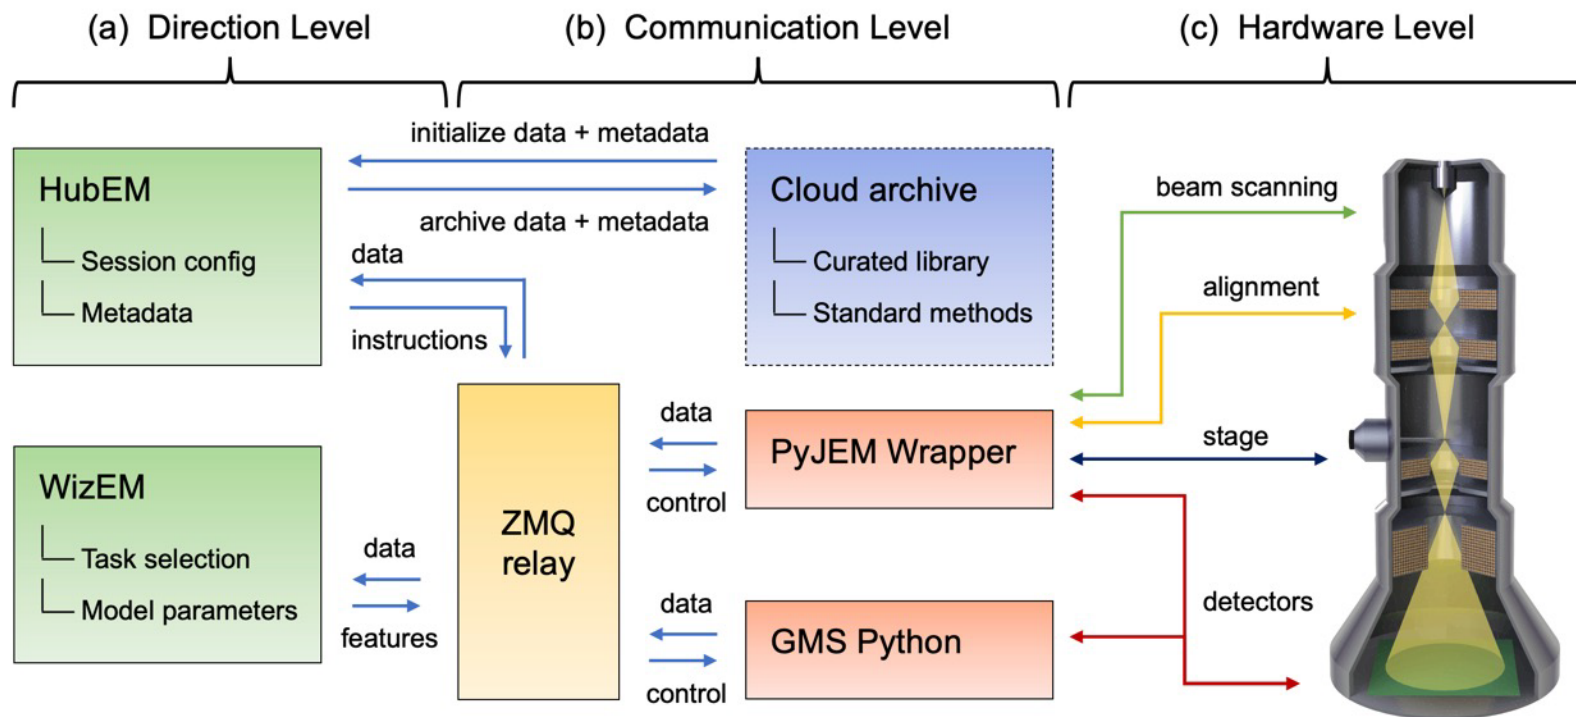 (a) Direction Level
(b) Communication Level
(c) Hardware Level
initialize data + metadata
archive data + metadata
HubEM
Session config
Metadata
data
instructions
Cloud archive
Curated library
Standard methods
beam scanning
alignment
stage
detectors
WizEM
Task selection
Model parameters
data
features
ZMQ
relay
data
control
PyJEM Wrapper
data
control
GMS Python